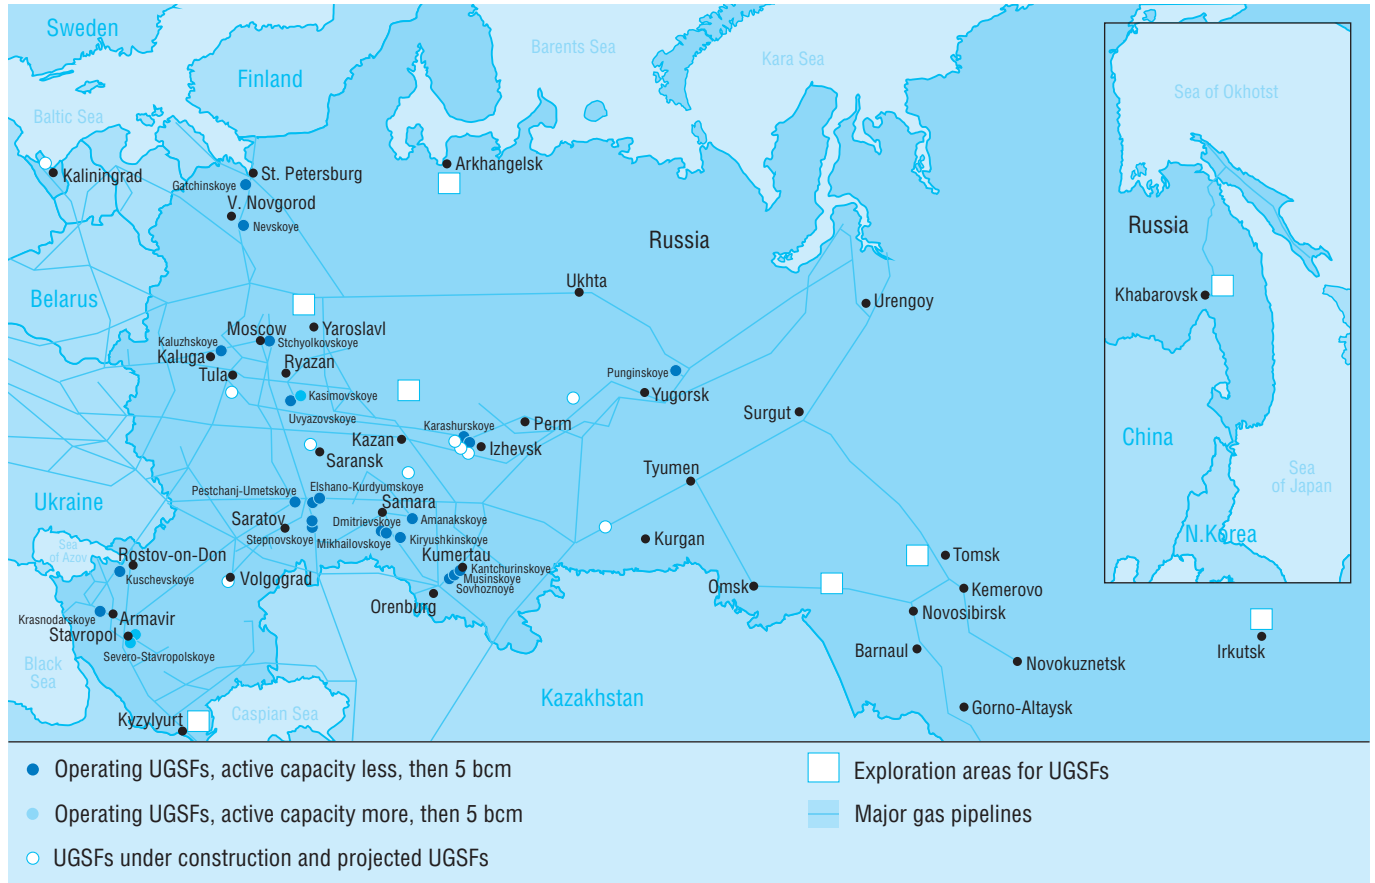 Sweden
Finland
Barents Sea
Kara Sea
Baltic Sea
Sea of Okhotst
Kaliningrad
Gatchinskoye
St. Petersburg
Arkhangelsk
V. Novgorod
Nevskoye
Russia
Russia
Ukhta
Belarus
Urengoy
Khabarovsk
Moscow
Yaroslavl
Kaluzhskoye
Stchyolkovskoye
Kaluga
Ryazan
Tula
Punginskoye
Kasimovskoye
Yugorsk
Uvyazovskoye
Surgut
Karashurskoye
Perm
Kazan
Izhevsk
China
Saransk
Tyumen
Sea
of Japan
Pestchanj-Umetskoye
Elshano-Kurdyumskoye
Ukraine
Samara
Saratov
Dmitrievskoye
Amanakskoye
Stepnovskoye
Mikhailovskoye
Kiryushkinskoye
Kurgan
N.Korea
Sea
of Azov
Rostov-on-Don
Kumertau
Tomsk
Kantchurinskoye
Kuschevskoye
Volgograd
Musinskoye
Sovhoznoye
Omsk
Kemerovo
Orenburg
Novosibirsk
Krasnodarskoye
Armavir
Stavropol
Severo-Stavropolskoye
Barnaul
Novokuznetsk
Irkutsk
Black
Sea
Kazakhstan
Gorno-Altaysk
Kyzylyurt
Caspian Sea
Operating UGSFs, active capacity less, then 5 bcm
Operating UGSFs, active capacity more, then 5 bcm
UGSFs under construction and projected UGSFs
Exploration areas for UGSFs
Major gas pipelines